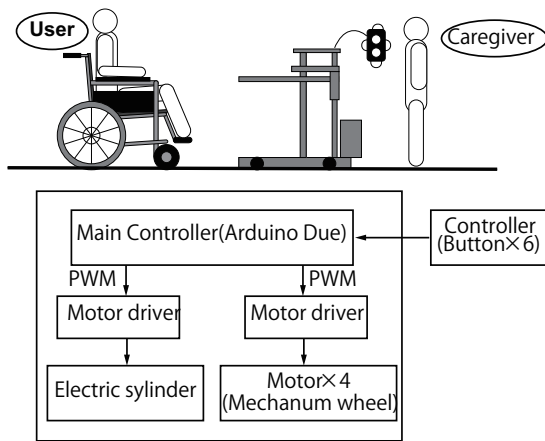 User
Caregiver
Main Controller(Arduino Due)
Controller
(Button×6)
PWM
PWM
Motor driver
Motor driver
Electric sylinder
Motor×4
(Mechanum wheel)